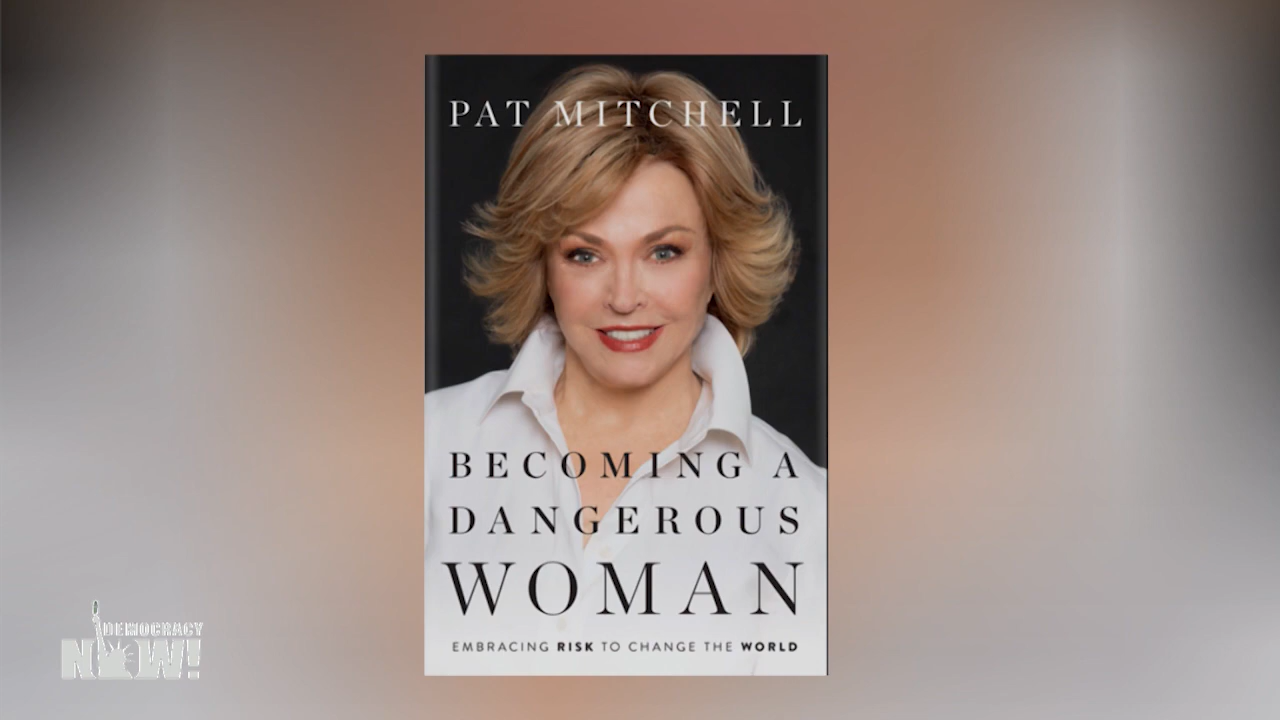 PAT MITCHELL
BECOMING A
DANGEROUS
WOMAN
EMBRACING RISK TO CHANGE THE WORLD
DEMOCRACY
NOW!